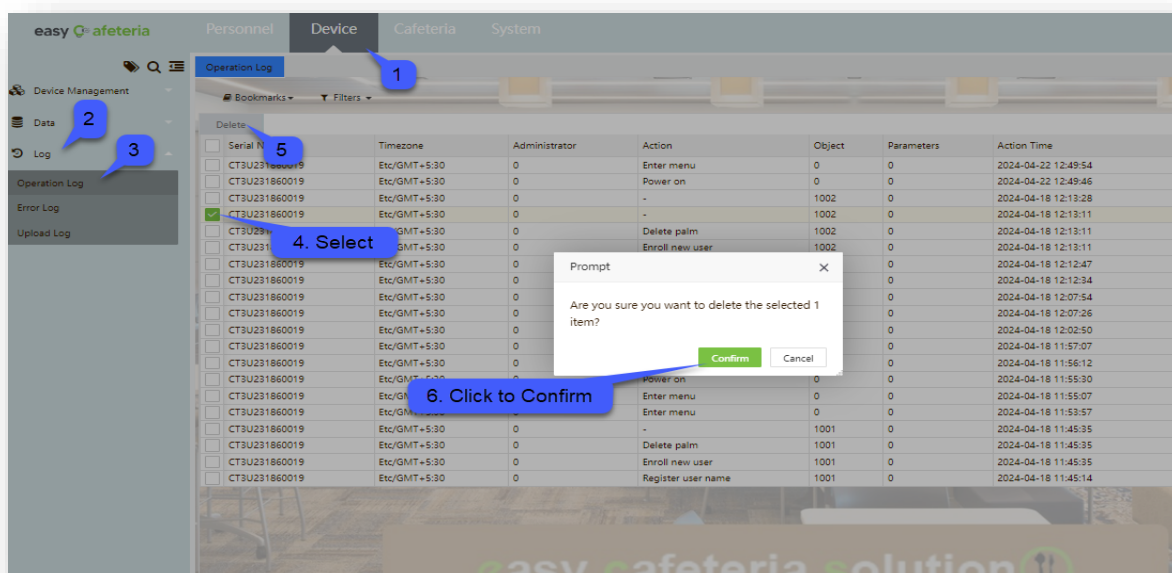 easy Cafeteria
Personnel Device Cafeteria System
1
Operation Log
Device Management
Bookmarks Filters
2
Data
Delete
5
3
Log
Serial N Timezone Administrator Action Object Parameters Action Time
CT3U231860019 Etc/GMT+5:30 0 Enter menu 0 0 2024-04-22 12:49:54
Operation Log
CT3U231860019 Etc/GMT+5:30 0 Power on 0 0 2024-04-22 12:49:46
CT3U231860019 Etc/GMT+5:30 0 - 1002 0 2024-04-18 12:13:28
Error Log
CT3U231860019 Etc/GMT+5:30 0 - 1002 0 2024-04-18 12:13:11
Upload Log
4. Select
GMT+5:30 0 Delete palm 1002 0 2024-04-18 12:13:11
GMT+5:30 0 Enroll new user 1002 0 2024-04-18 12:13:11
CT3U231860019 Etc/GMT+5:30 0 0 2024-04-18 12:12:47
CT3U231860019 Etc/GMT+5:30 0 0 2024-04-18 12:12:34
CT3U231860019 Etc/GMT+5:30 0 0 2024-04-18 12:07:54
CT3U231860019 Etc/GMT+5:30 0 0 2024-04-18 12:07:26
CT3U231860019 Etc/GMT+5:30 0 0 2024-04-18 12:02:50
CT3U231860019 Etc/GMT+5:30 0 0 2024-04-18 11:57:07
CT3U231860019 Etc/GMT+5:30 0 0 2024-04-18 11:56:12
Prompt
Are you sure you want to delete the selected 1
item?
Confirm Cancel
6. Click to Confirm
CT3U231860019 Power on 0 0 2024-04-18 11:55:30
CT3U231860019 Enter menu 0 0 2024-04-18 11:55:07
CT3U231860019 Enter menu 0 0 2024-04-18 11:53:57
CT3U231860019 Etc/GMT+5:30 0 - 1001 0 2024-04-18 11:45:35
CT3U231860019 Etc/GMT+5:30 0 Delete palm 1001 0 2024-04-18 11:45:35
CT3U231860019 Etc/GMT+5:30 0 Enroll new user 1001 0 2024-04-18 11:45:35
CT3U231860019 Etc/GMT+5:30 0 Register user name 1001 0 2024-04-18 11:45:14
easy cafeteria solution